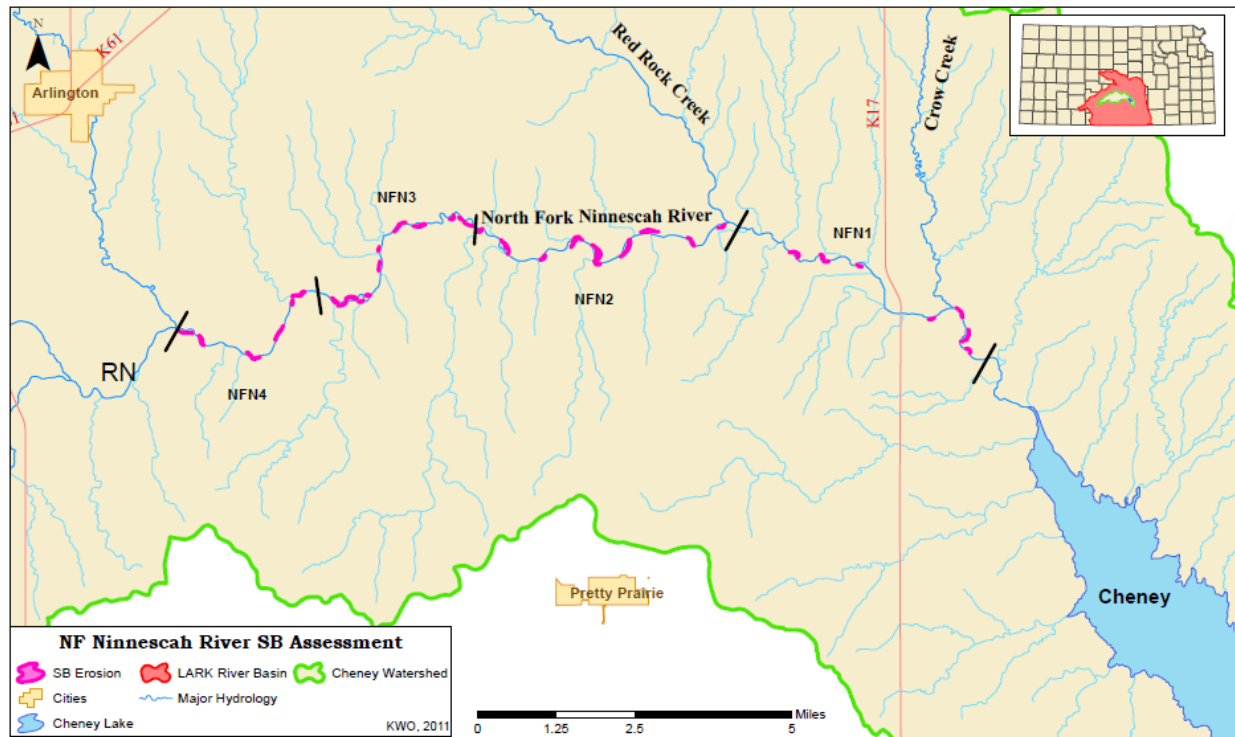 N
K61
Arlington
1
Red Rock Creek
K17
Crow Creek
NFN3
North Fork Ninnescah River
NFN1
NFN2
RN
NFN4
Pretty Prairie
Cheney
NF Ninnescah River SB Assessment
SB Erosion LARK River Basin Cheney Watershed
Cities Major Hydrology
Cheney Lake KWO, 2011
Miles
0 1.25 2.5 5